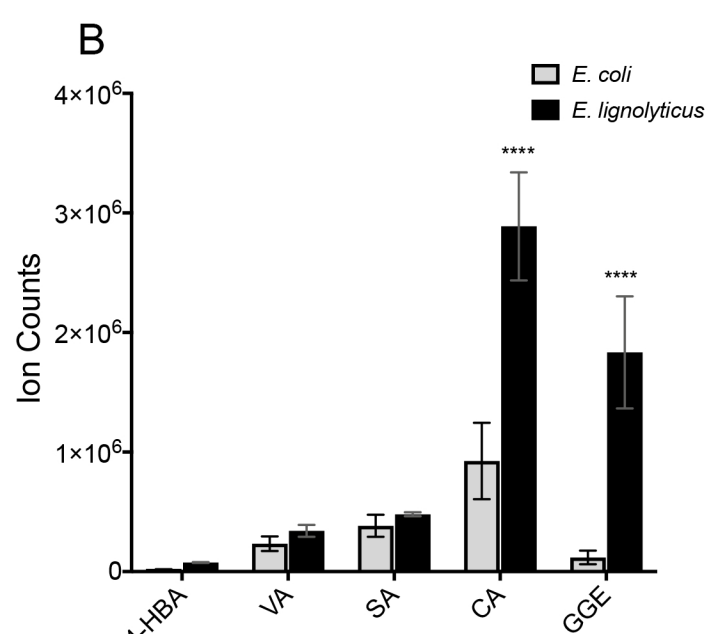 B
E. coli
E. lignolyticus
4×10⁶
****
3×10⁶
****
Ion Counts
2×10⁶
1×10⁶
0
VA
SA
CA
GGE